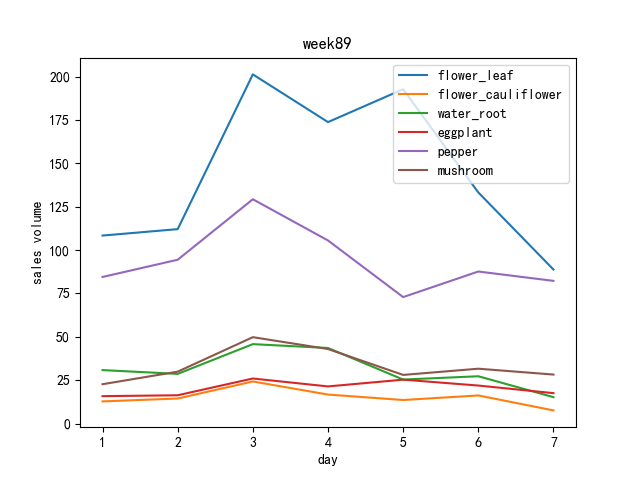 week89
200
175
150
125
100
75
50
25
0
sales volume
1 2 3 4 5 6 7
day
flower_leaf
flower_cauliflower
water_root
eggplant
pepper
mushroom